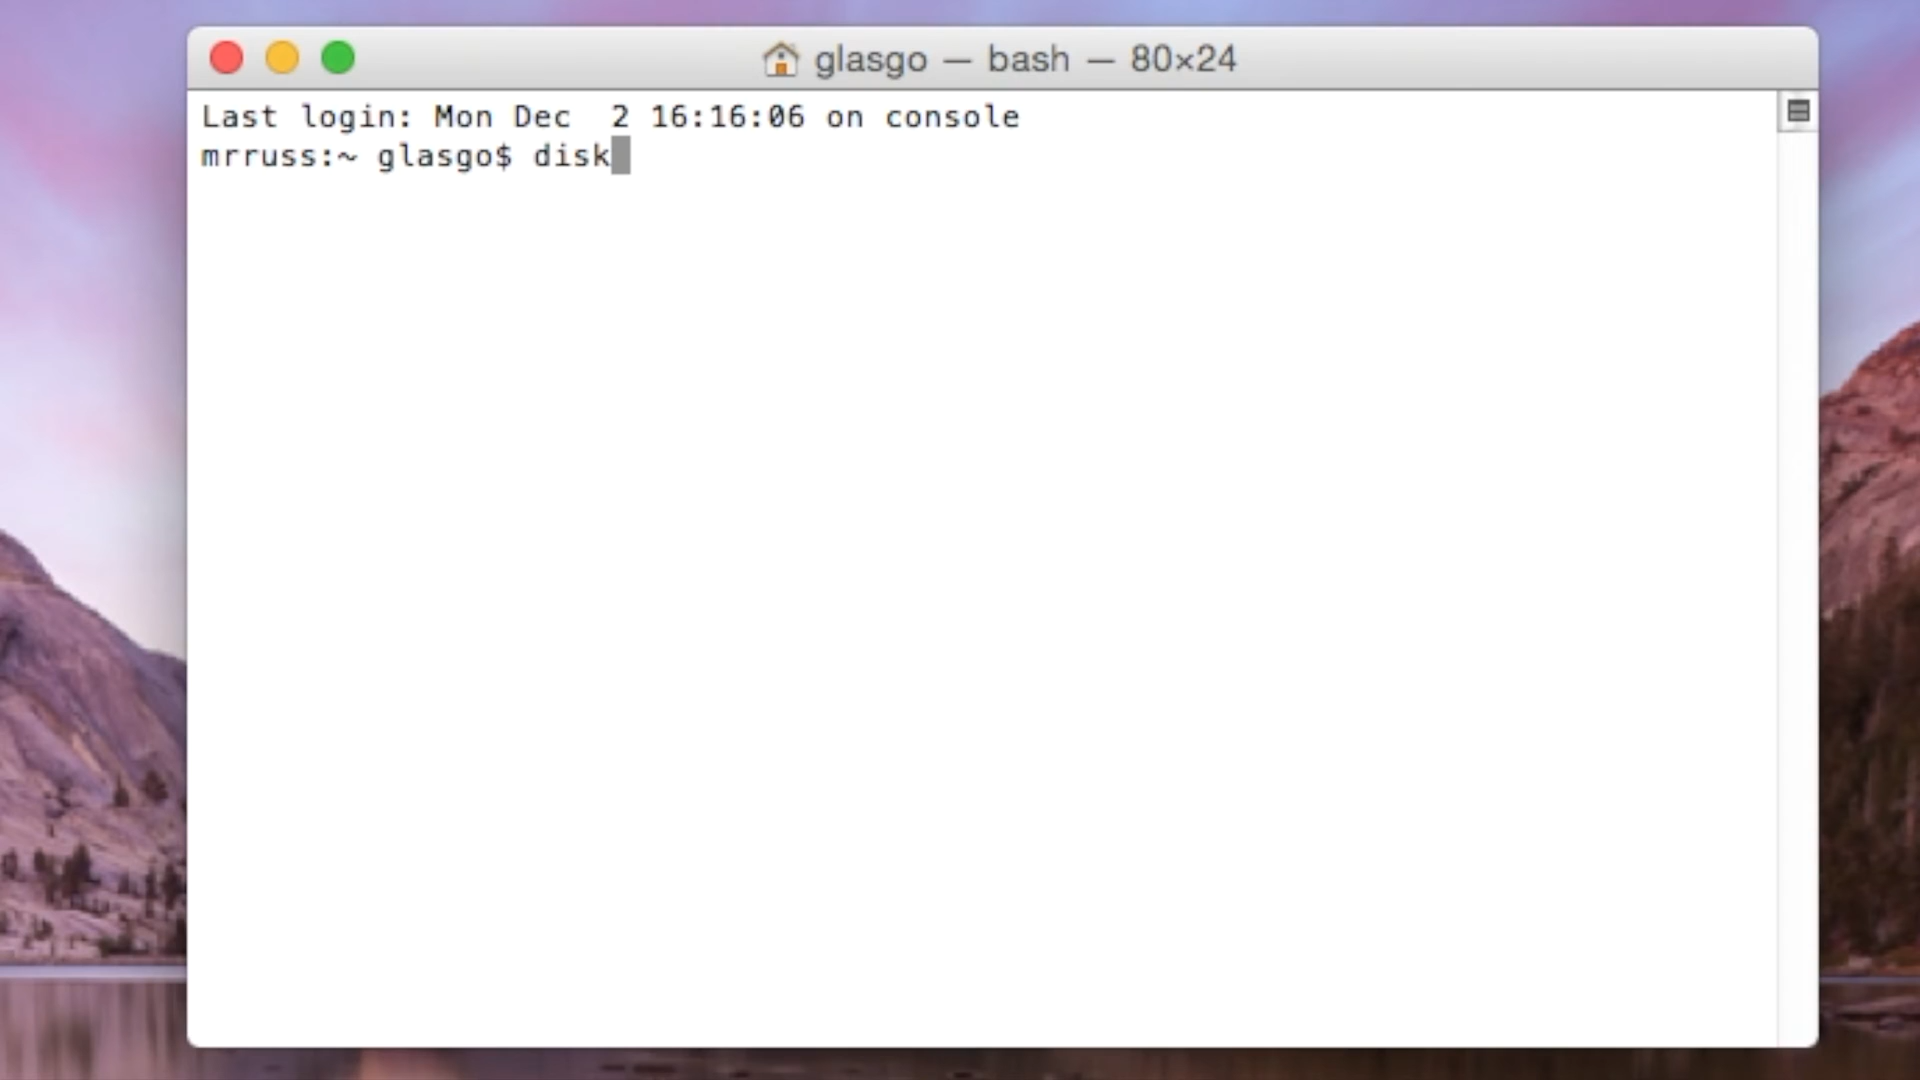 glasgo — bash — 80×24
Last login: Mon Dec  2 16:16:06 on console
mrruss:~ glasgo$ disk